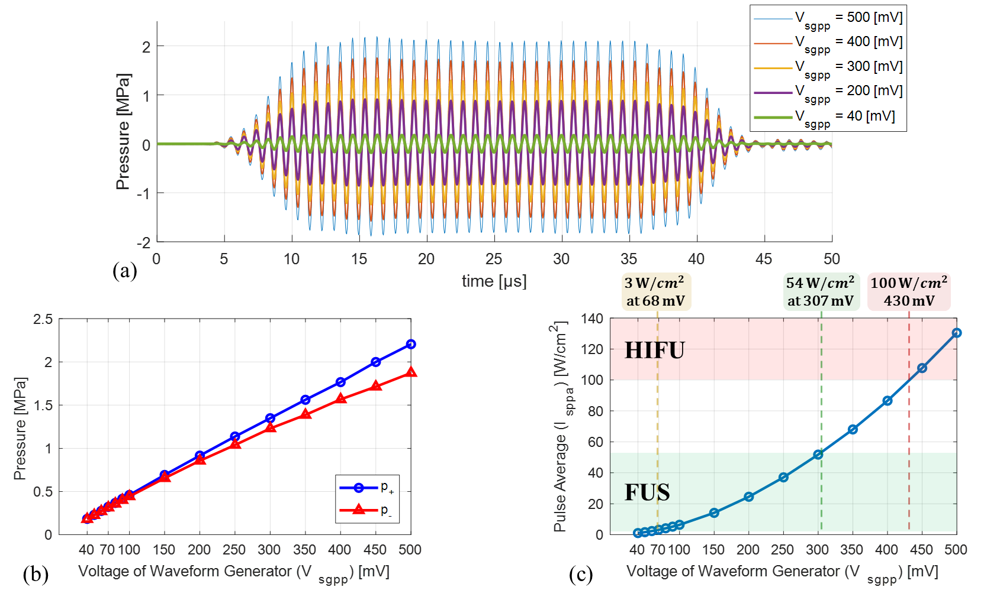 V sgpp = 500 [mV]
V sgpp = 400 [mV]
V sgpp = 300 [mV]
V sgpp = 200 [mV]
V sgpp = 40 [mV]
Pressure [MPa]
2
1
0
-1
-2
0 5 10 15 20 25 30 35 40 45 50
time [µs]
(a)
3 W/cm²
at 68 mV
54 W/cm²
at 307 mV
100 W/cm²
430 mV
Pressure [MPa]
2.5
2
1.5
1
0.5
0
p+
p-
40 70 100 150 200 250 300 350 400 450 500
Voltage of Waveform Generator (V sgpp) [mV]
(b)
Pulse Average (I sppa) [W/cm²]
140
120
100
80
60
40
20
0
HIFU
FUS
40 70 100 150 200 250 300 350 400 450 500
Voltage of Waveform Generator (V sgpp) [mV]
(c)